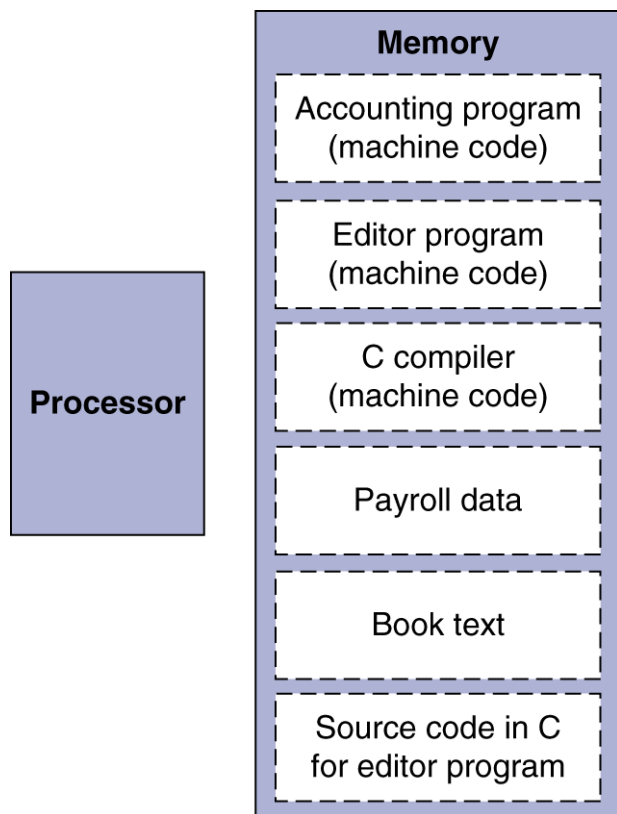 Memory
Accounting program
(machine code)
Editor program
(machine code)
Processor
C compiler
(machine code)
Payroll data
Book text
Source code in C
for editor program